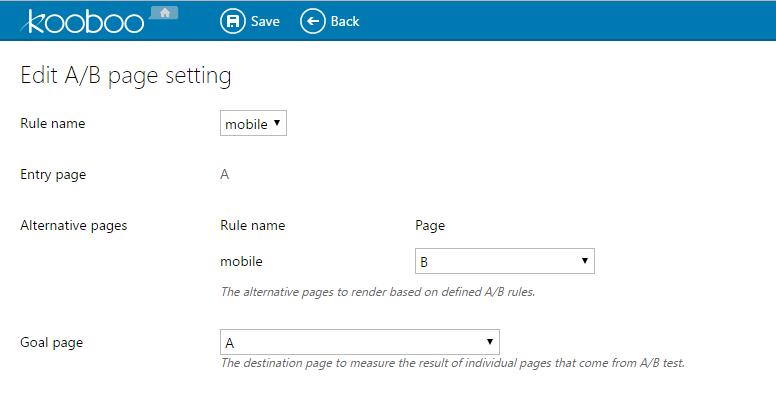 kooboo Save Back
Edit A/B page setting
Rule name mobile
Entry page A
Alternative pages Rule name Page
mobile B
The alternative pages to render based on defined A/B rules.
Goal page A
The destination page to measure the result of individual pages that come from A/B test.